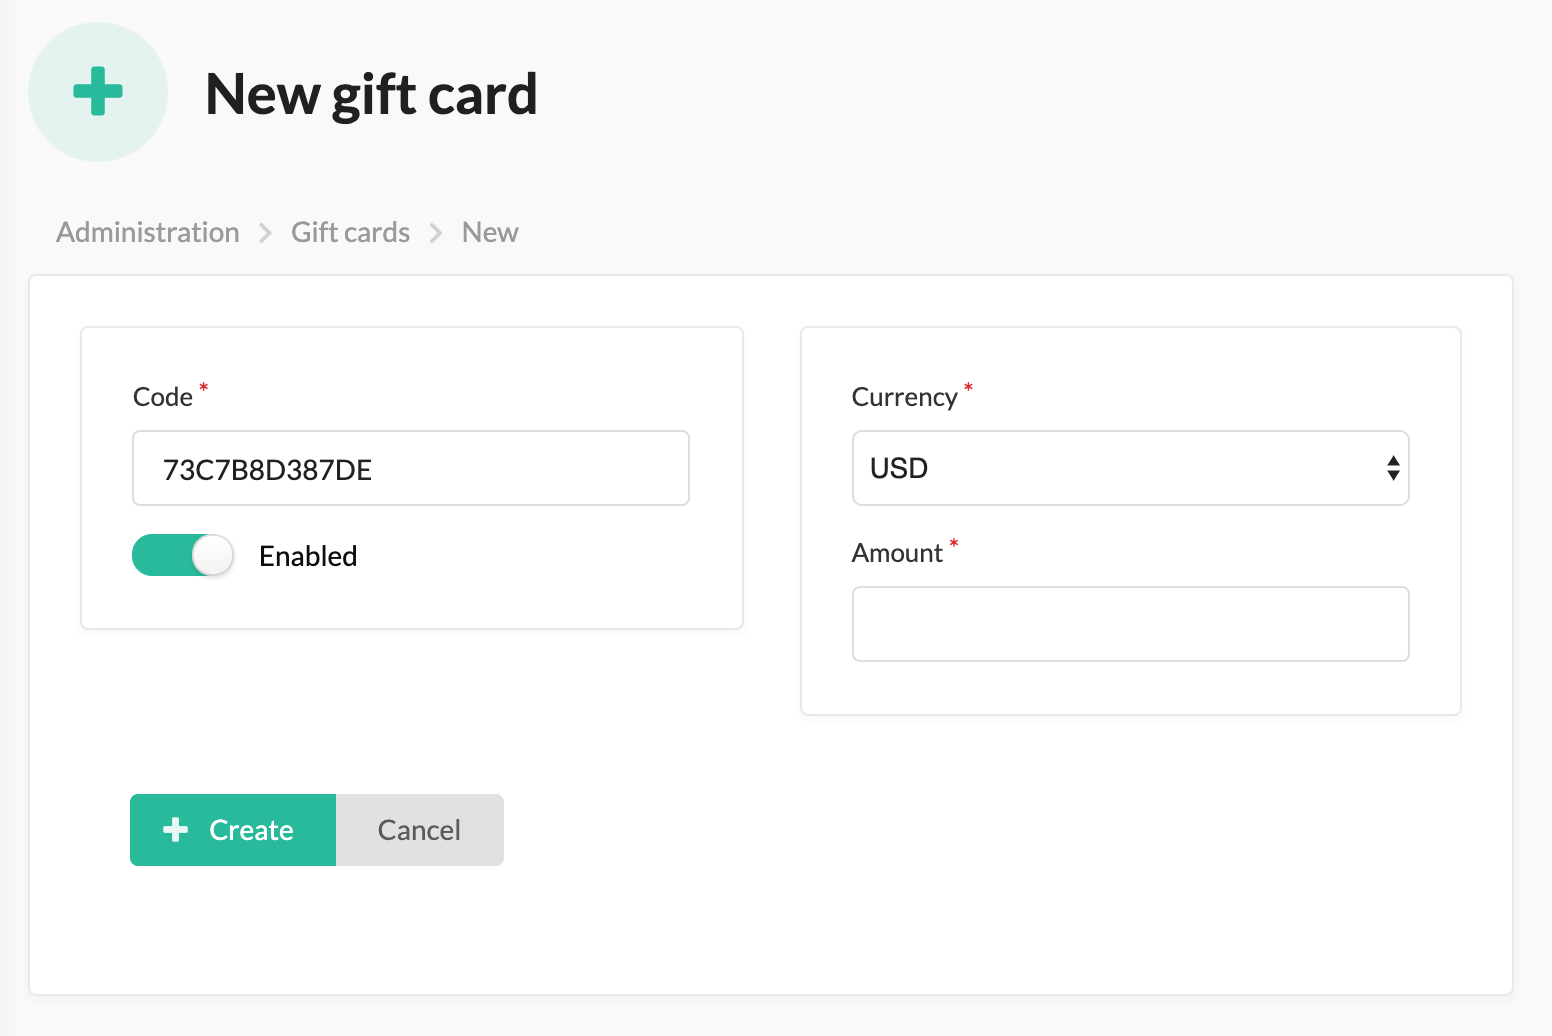 New gift card
Administration > Gift cards > New
Code *
73C7B8D387DE
Enabled
Currency *
USD
Amount *
Create
Cancel